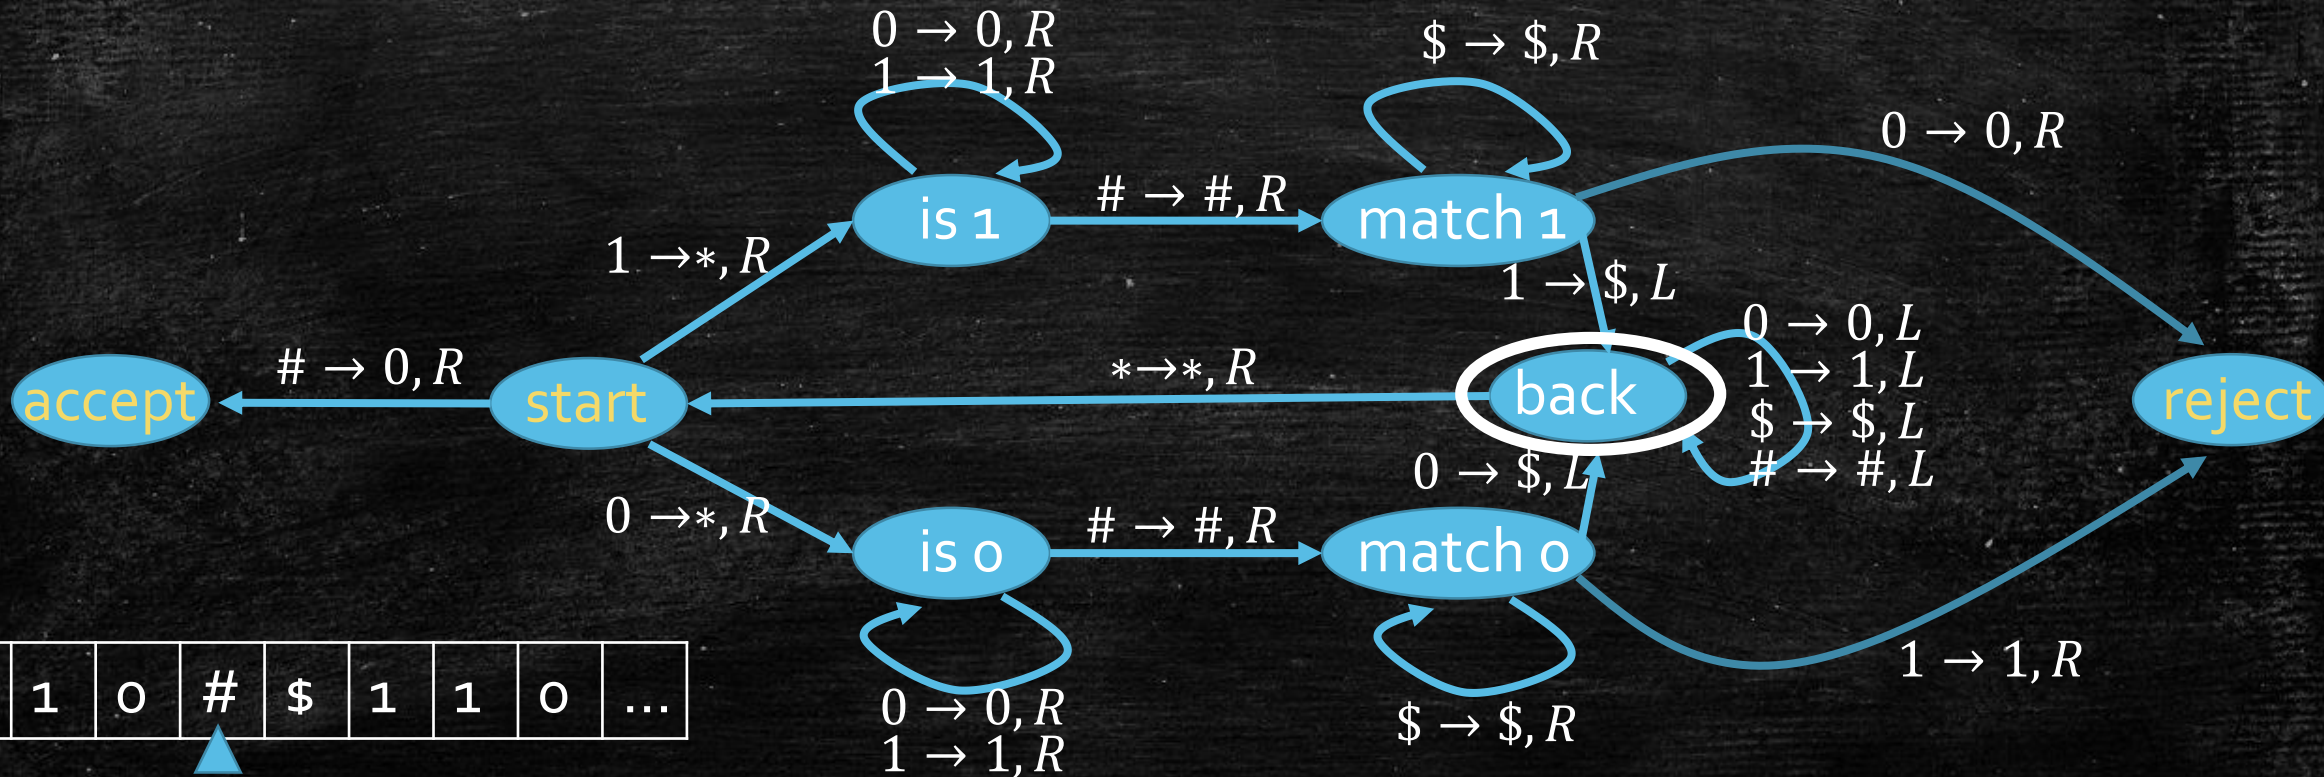 0 → 0, R
1 → 1, R
$ → $, R
0 → 0, R
is 1
# → #, R
match 1
1 →*, R
1 → $, L
accept
# → 0, R
start
*→*, R
back
0 → 0, L
1 → 1, L
$ → $, L
# → #, L
reject
0 → $, L
0 →*, R
is 0
# → #, R
match 0
1 → 1, R
0 → 0, R
1 → 1, R
$ → $, R
1 0 # $ 1 1 0 ...